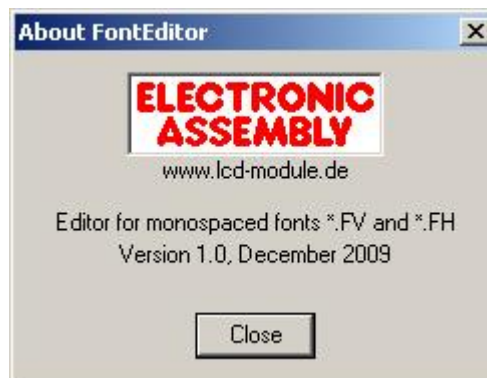 About FontEditor
ELECTRONIC
ASSEMBLY
www.lcd-module.de
Editor for monospaced fonts *.FV and *.FH
Version 1.0, December 2009
Close